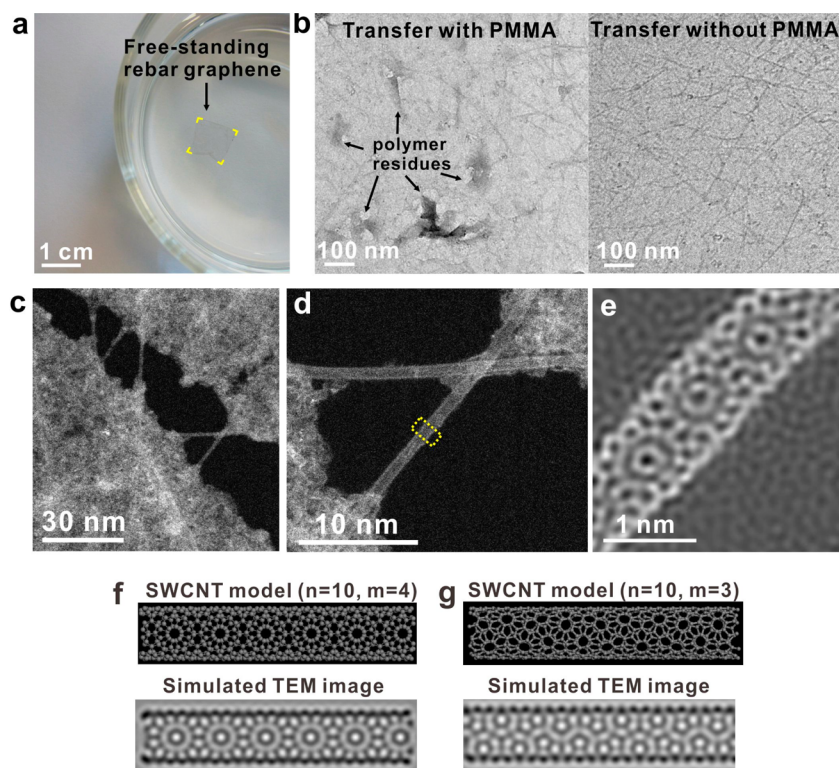 a
Free-standing
rebar graphene
1 cm
b
Transfer with PMMA
polymer
residues
100 nm
Transfer without PMMA
100 nm
c
30 nm
d
10 nm
e
1 nm
f
SWCNT model (n=10, m=4)
Simulated TEM image
g
SWCNT model (n=10, m=3)
Simulated TEM image